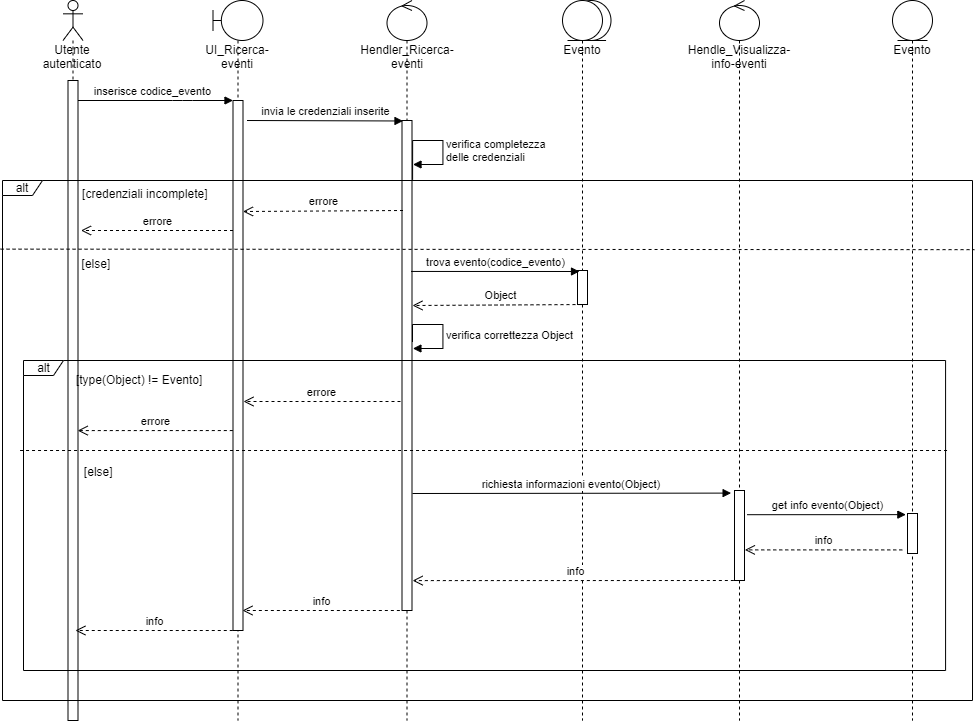 Utente
autenticato
UI_Ricerca-
eventi
Hendler_Ricerca-
eventi
Evento
Hendle_Visualizza-
info-eventi
Evento
inserisce codice_evento
invia le credenziali inserite
verifica completezza
delle credenziali
alt
[credenziali incomplete]
errore
errore
[else]
trova evento(codice_evento)
Object
verifica correttezza Object
alt
[type(Object) != Evento]
errore
errore
[else]
richiesta informazioni evento(Object)
get info evento(Object)
info
info
info
info